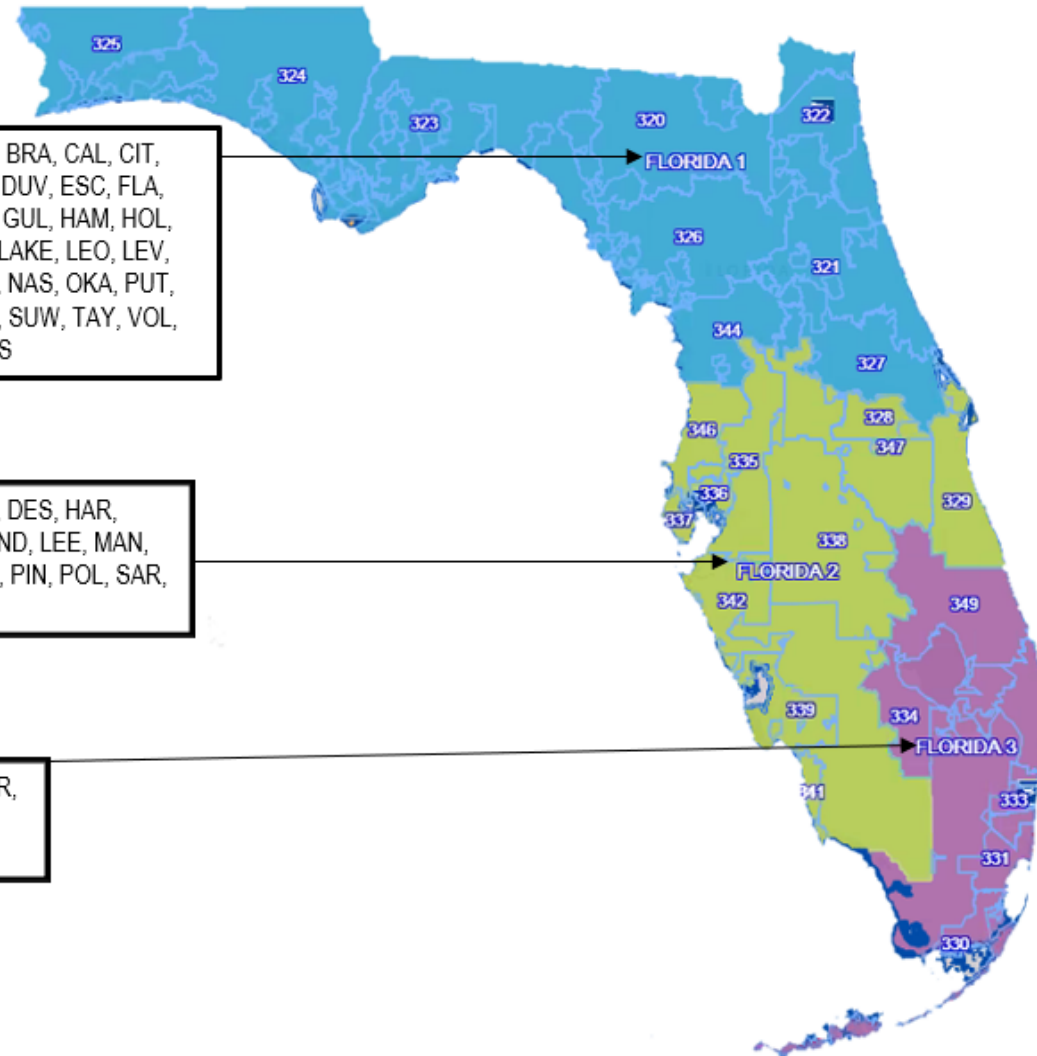 325
324
323
320
322
BRA, CAL, CIT,
DUV, ESC, FLA,
GUL, HAM, HOL,
LAKE, LEO, LEV,
, NAS, OKA, PUT,
, SUW, TAY, VOL,
S
FLORIDA 1
326
321
344
327
346
328
347
335
336
329
337
338
DES, HAR,
ND, LEE, MAN,
, PIN, POL, SAR,
FLORIDA 2
342
349
339
334
R,
FLORIDA 3
341
333
331
330